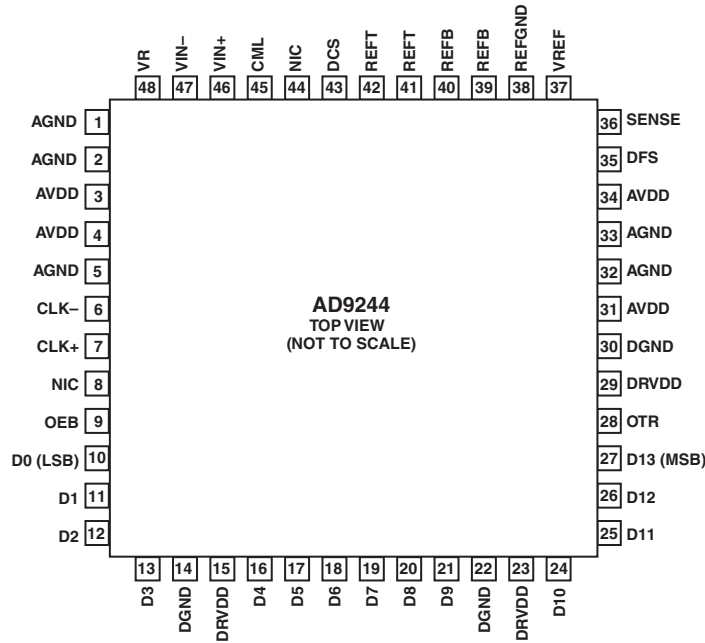 VR
VIN–
VIN+
CML
NIC
DCS
REFT
REFT
REFB
REFB
REFGND
VREF
48
47
46
45
44
43
42
41
40
39
38
37
AGND 1
AGND 2
AVDD 3
AVDD 4
AGND 5
CLK– 6
CLK+ 7
NIC 8
OEB 9
D0 (LSB) 10
D1 11
D2 12
AD9244
TOP VIEW
(NOT TO SCALE)
36 SENSE
35 DFS
34 AVDD
33 AGND
32 AGND
31 AVDD
30 DGND
29 DRVDD
28 OTR
27 D13 (MSB)
26 D12
25 D11
13
14
15
16
17
18
19
20
21
22
23
24
D3
DGND
DRVDD
D4
D5
D6
D7
D8
D9
DGND
DRVDD
D10